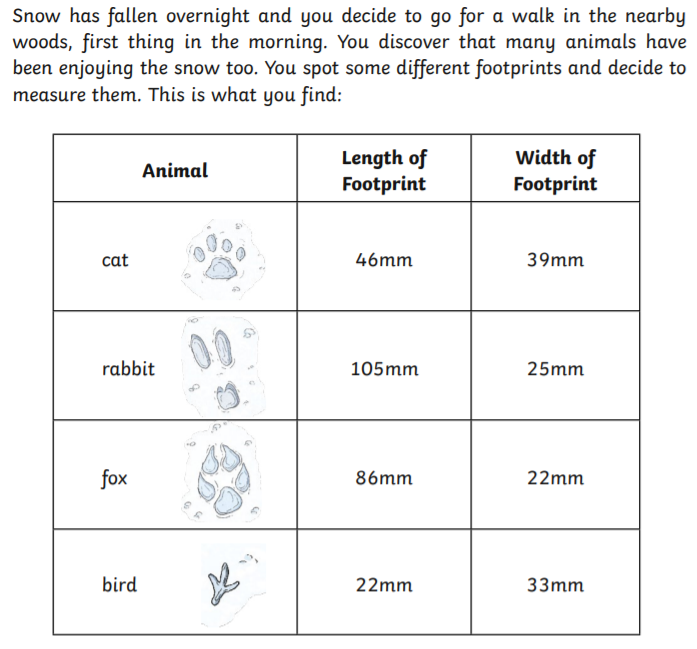 Snow has fallen overnight and you decide to go for a walk in the nearby
woods, first thing in the morning. You discover that many animals have
been enjoying the snow too. You spot some different footprints and decide to
measure them. This is what you find:
Animal Length of Footprint Width of Footprint
cat 46mm 39mm
rabbit 105mm 25mm
fox 86mm 22mm
bird 22mm 33mm